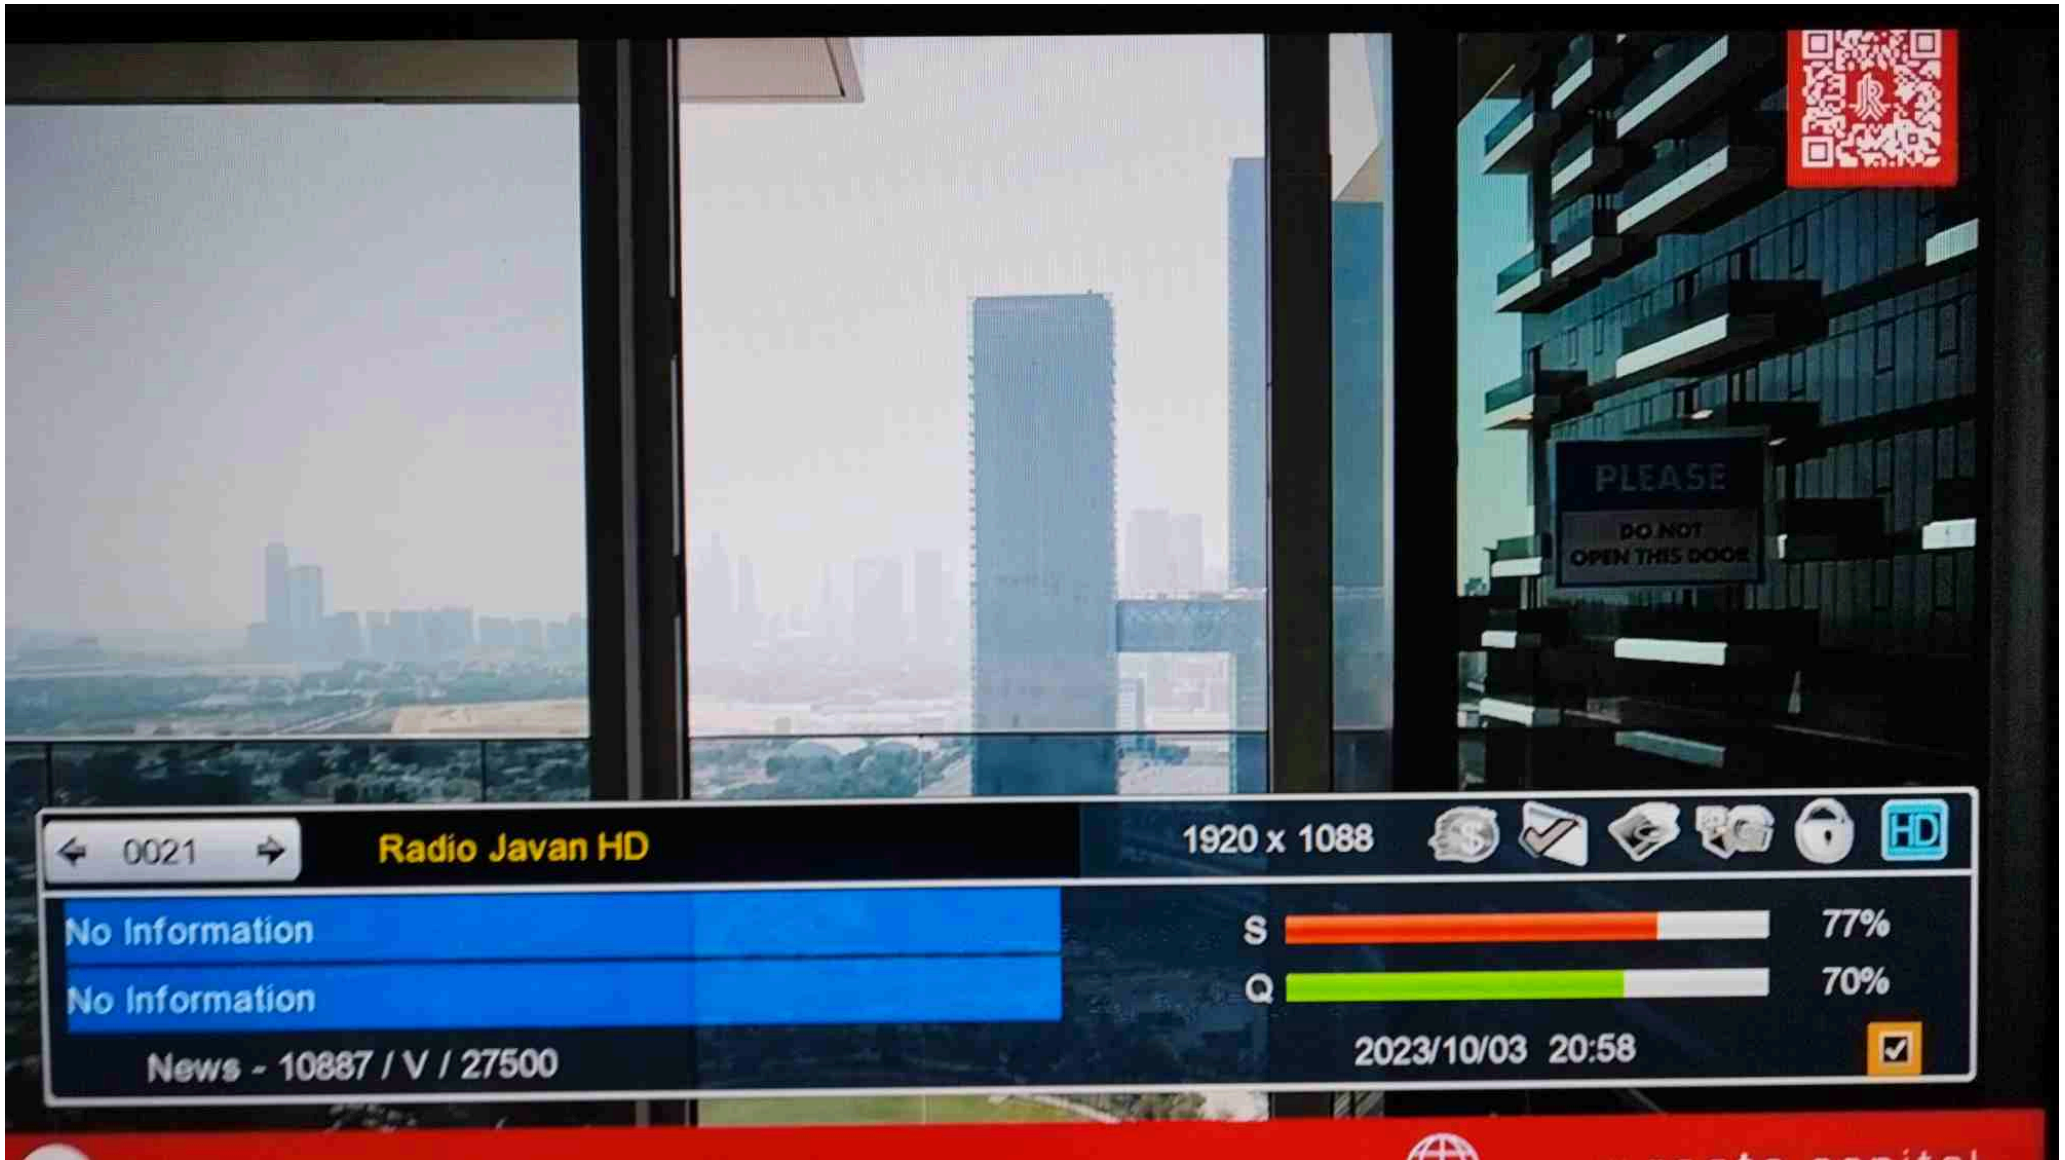 PLEASE
DO NOT
OPEN THIS DOOR
0021
Radio Javan HD
1920 x 1088
HD
No Information
S
77%
No Information
Q
70%
News - 10887 / V / 27500
2023/10/03 20:58
capital